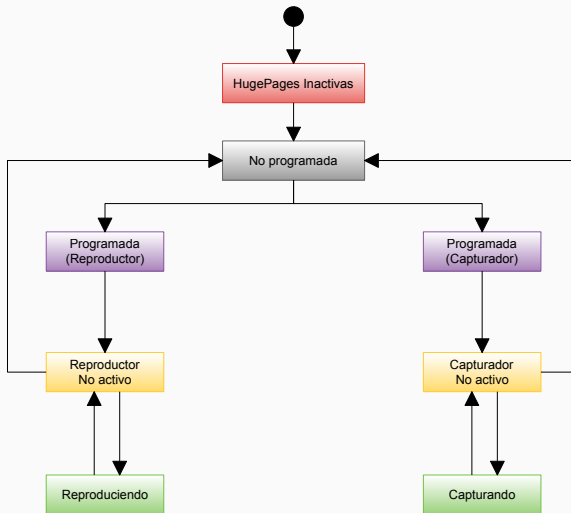 HugePages Inactivas
No programada
Programada
(Reproductor)
Programada
(Capturador)
Reproductor
No activo
Capturador
No activo
Reproduciendo
Capturando